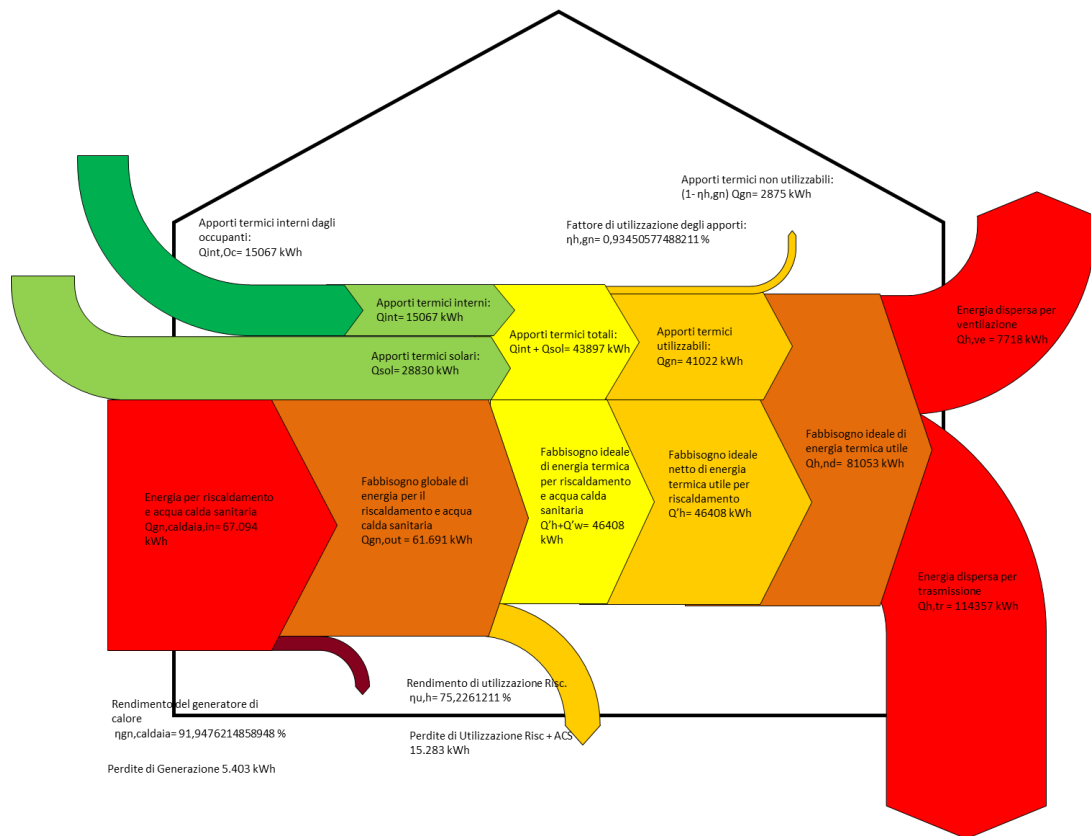 Apporti termici non utilizzabili:
(1- ηh,gn) Qgn= 2875 kWh
Apporti termici interni dagli
occupanti:
Qint,Oc= 15067 kWh
Fattore di utilizzazione degli apporti:
ηh,gn= 0,93450577488211 %
Apporti termici interni:
Qint= 15067 kWh
Apporti termici totali:
Qint + Qsol= 43897 kWh
Apporti termici
utilizzabili:
Qgn= 41022 kWh
Energia dispersa per
ventilazione
Qh,ve = 7718 kWh
Apporti termici solari:
Qsol= 28830 kWh
Energia per riscaldamento
e acqua calda sanitaria
Qgn,caldaia,in= 67.094
kWh
Fabbisogno globale di
energia per il
riscaldamento e acqua
calda sanitaria
Qgn,out = 61.691 kWh
Fabbisogno ideale
di energia termica
per riscaldamento
e acqua calda
sanitaria
Q’h+Q’w= 46408
kWh
Fabbisogno ideale
netto di energia
termica utile per
riscaldamento
Q’h= 46408 kWh
Fabbisogno ideale di
energia termica utile
Qh,nd= 81053 kWh
Energia dispersa per
trasmissione
Qh,tr = 114357 kWh
Rendimento di utilizzazione Risc.
ηu,h= 75,2261211 %
Rendimento del generatore di
calore
ηgn,caldaia= 91,9476214858948 %
Perdite di Utilizzazione Risc + ACS
15.283 kWh
Perdite di Generazione 5.403 kWh